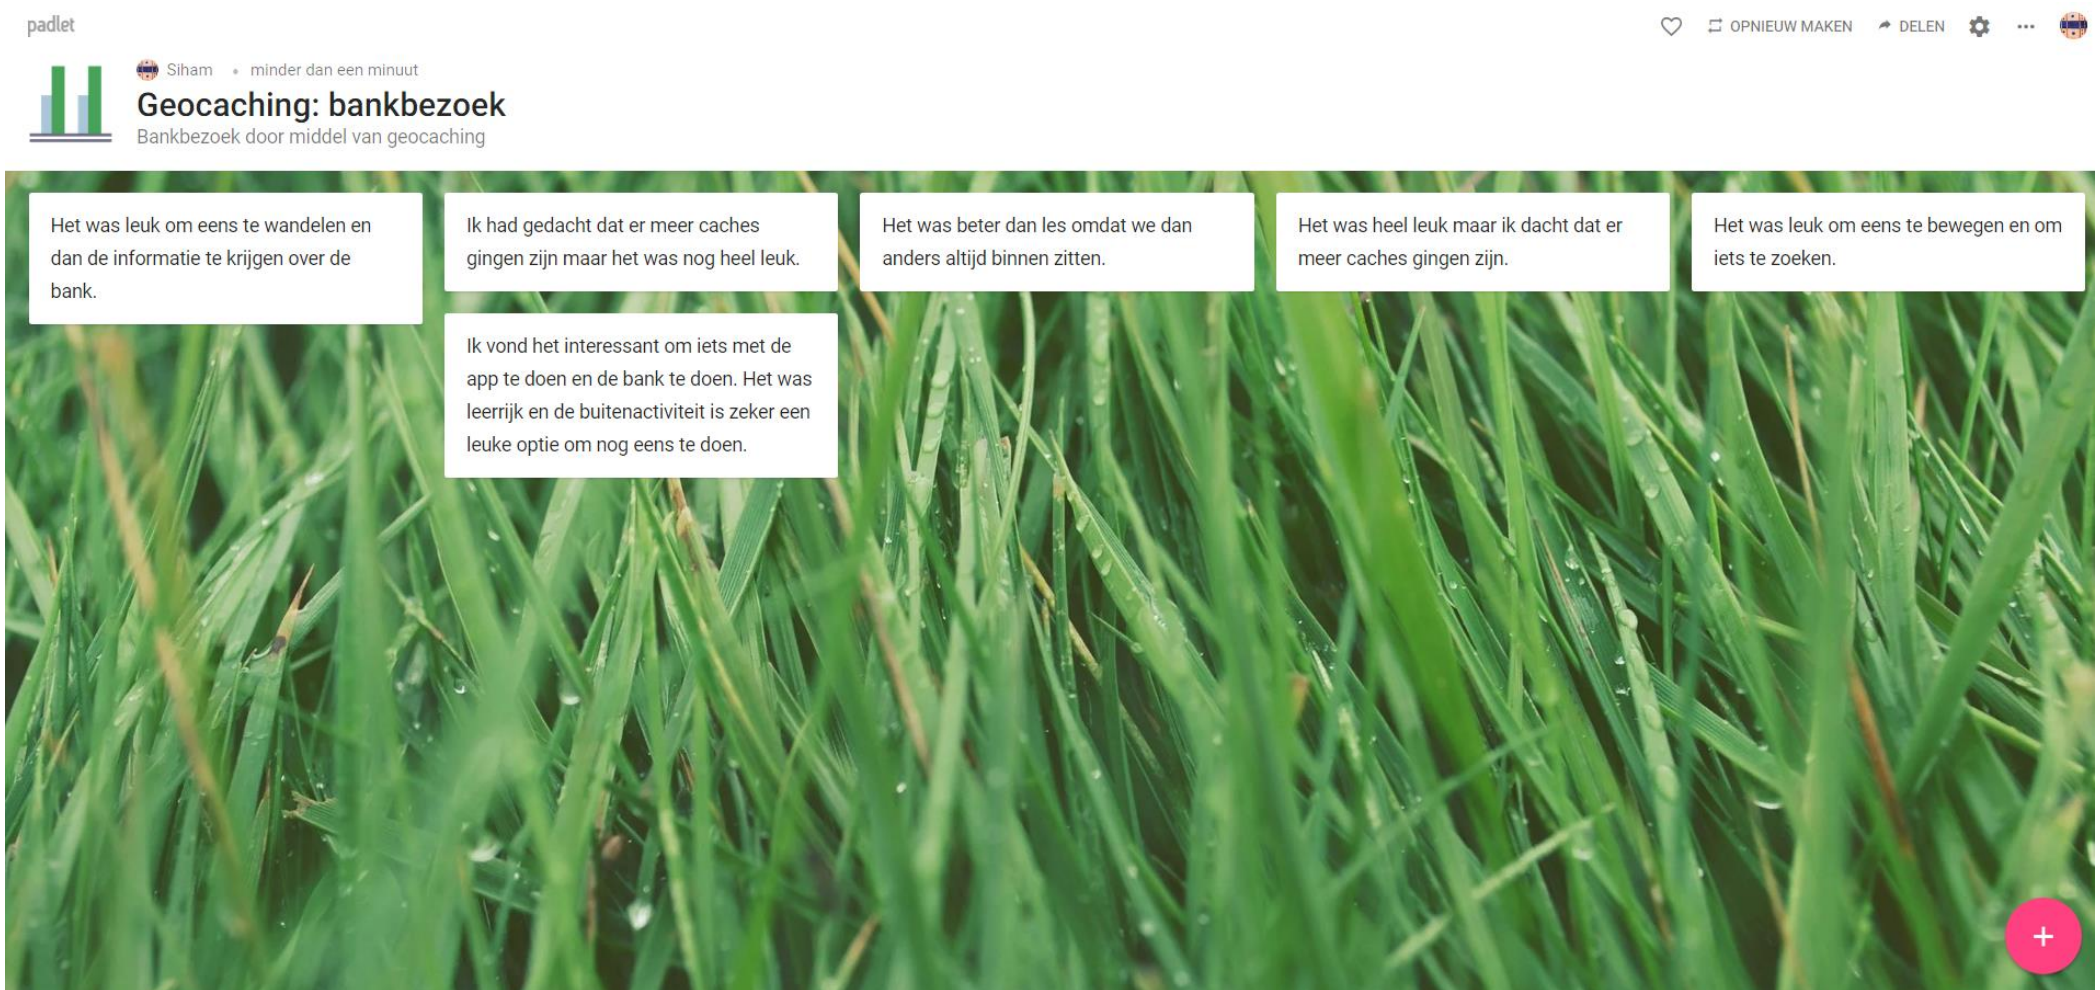 padlet
OPNIEUW MAKEN
DELEN
Siham • minder dan een minuut
Geocaching: bankbezoek
Bankbezoek door middel van geocaching
Het was leuk om eens te wandelen en
dan de informatie te krijgen over de
bank.
Ik had gedacht dat er meer caches
gingen zijn maar het was nog heel leuk.
Het was beter dan les omdat we dan
anders altijd binnen zitten.
Het was heel leuk maar ik dacht dat er
meer caches gingen zijn.
Het was leuk om eens te bewegen en om
iets te zoeken.
Ik vond het interessant om iets met de
app te doen en de bank te doen. Het was
leerrijk en de buitenactiviteit is zeker een
leuke optie om nog eens te doen.